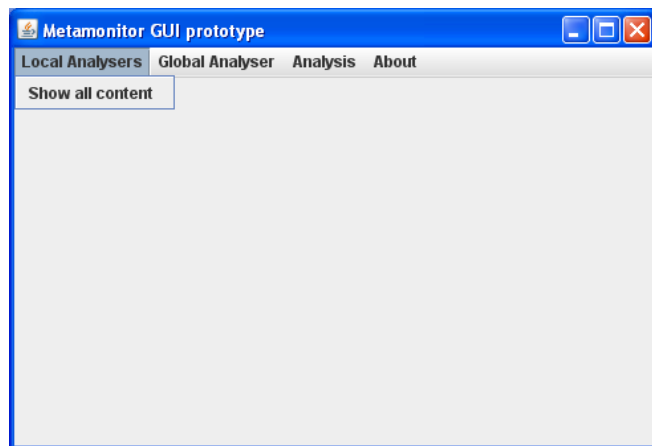 Metamonitor GUI prototype
Local Analysers Global Analyser Analysis About
Show all content